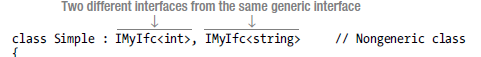 Two different interfaces from the same generic interface
class Simple : IMyIfc<int>, IMyIfc<string> // Nongeneric class
{